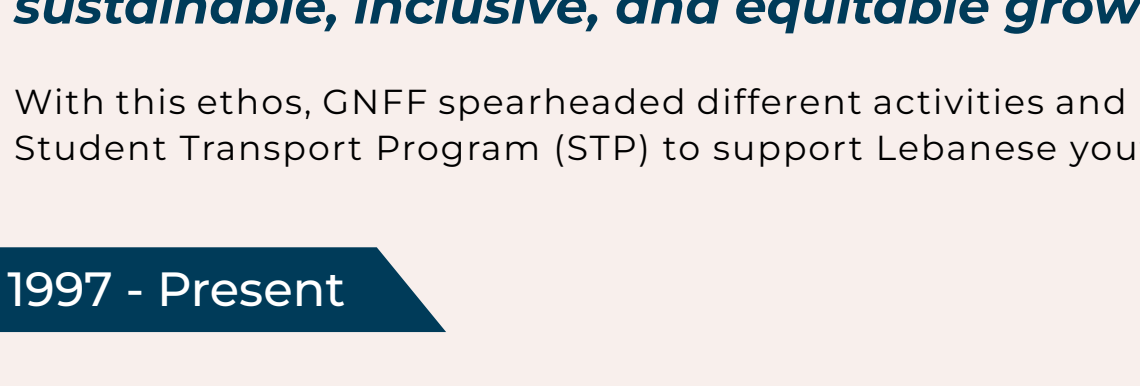 sustainable, inclusive, and equitable grow
With this ethos, GNFF spearheaded different activities and
Student Transport Program (STP) to support Lebanese you
1997 - Present